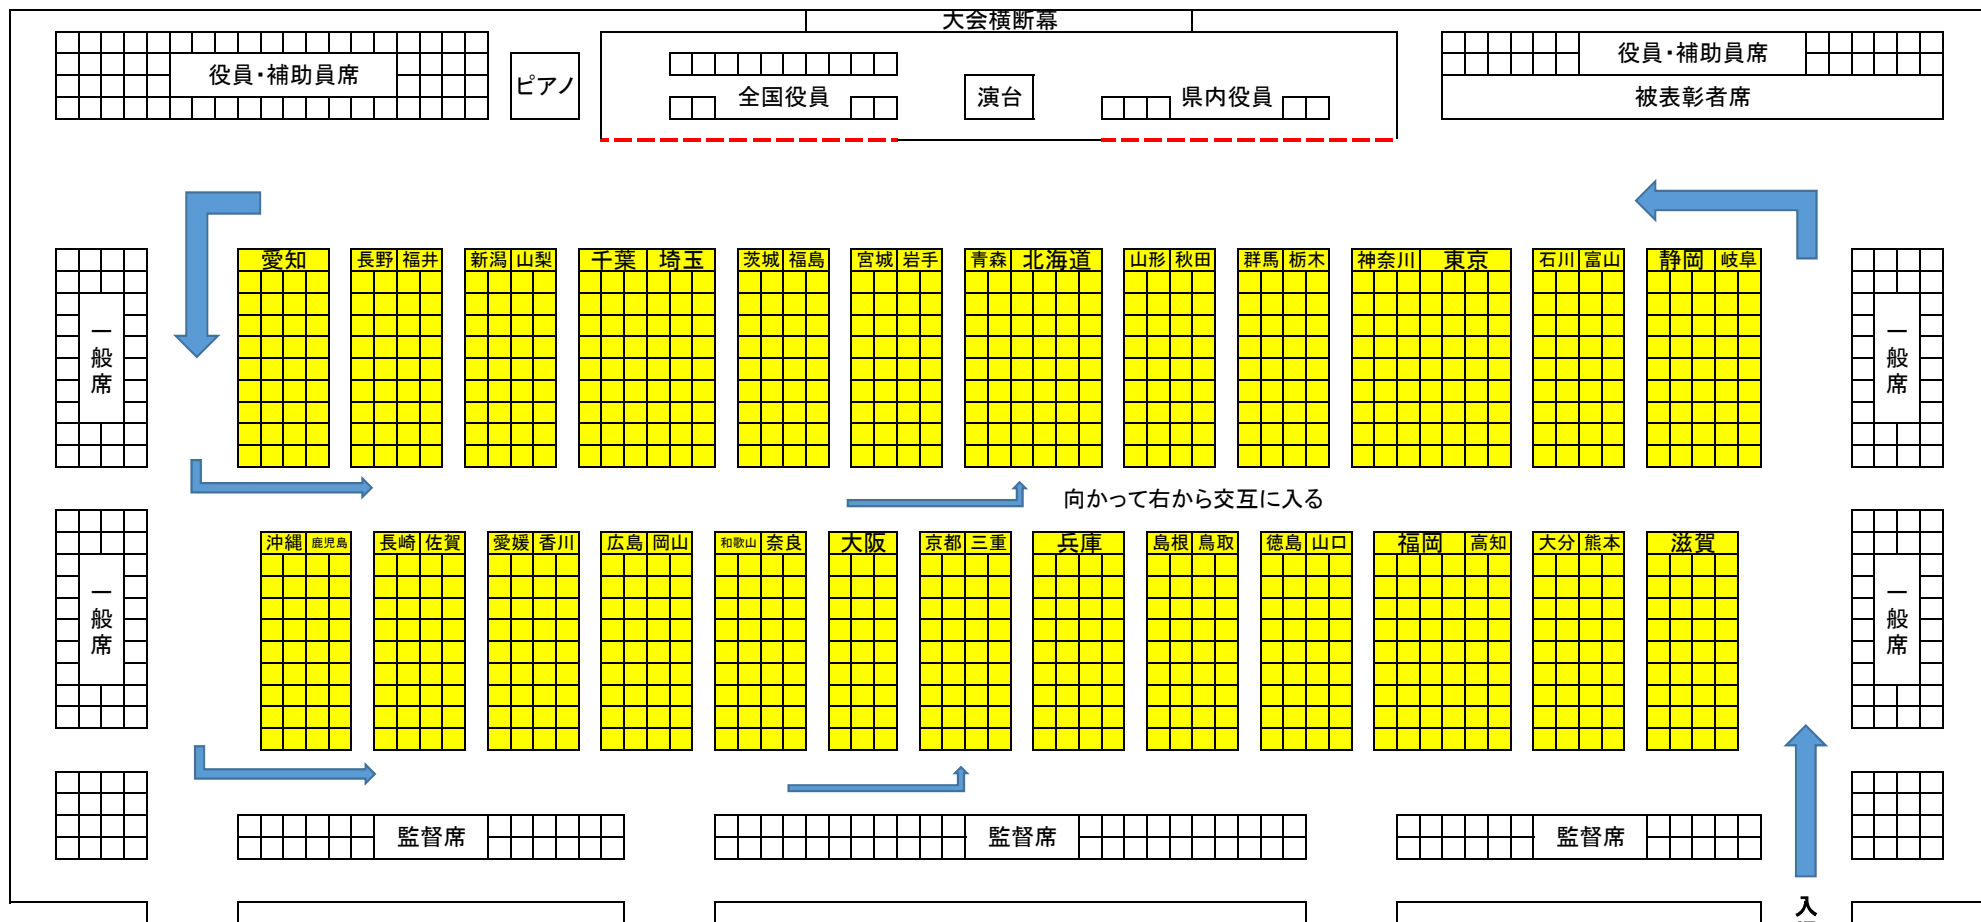 大会横断幕
役員・補助員席
ピアノ
全国役員
演台
県内役員
役員・補助員席
被表彰者席
愛知 長野 福井 新潟 山梨 千葉 埼玉 茨城 福島 宮城 岩手 青森 北海道 山形 秋田 群馬 栃木 神奈川 東京 石川 富山 静岡 岐阜
一般席
一般席
向かって右から交互に入る
沖縄 鹿児島 長崎 佐賀 愛媛 香川 広島 岡山 和歌山 奈良 大阪 京都 三重 兵庫 島根 鳥取 徳島 山口 福岡 高知 大分 熊本 滋賀
一般席
一般席
監督席
監督席
監督席
入